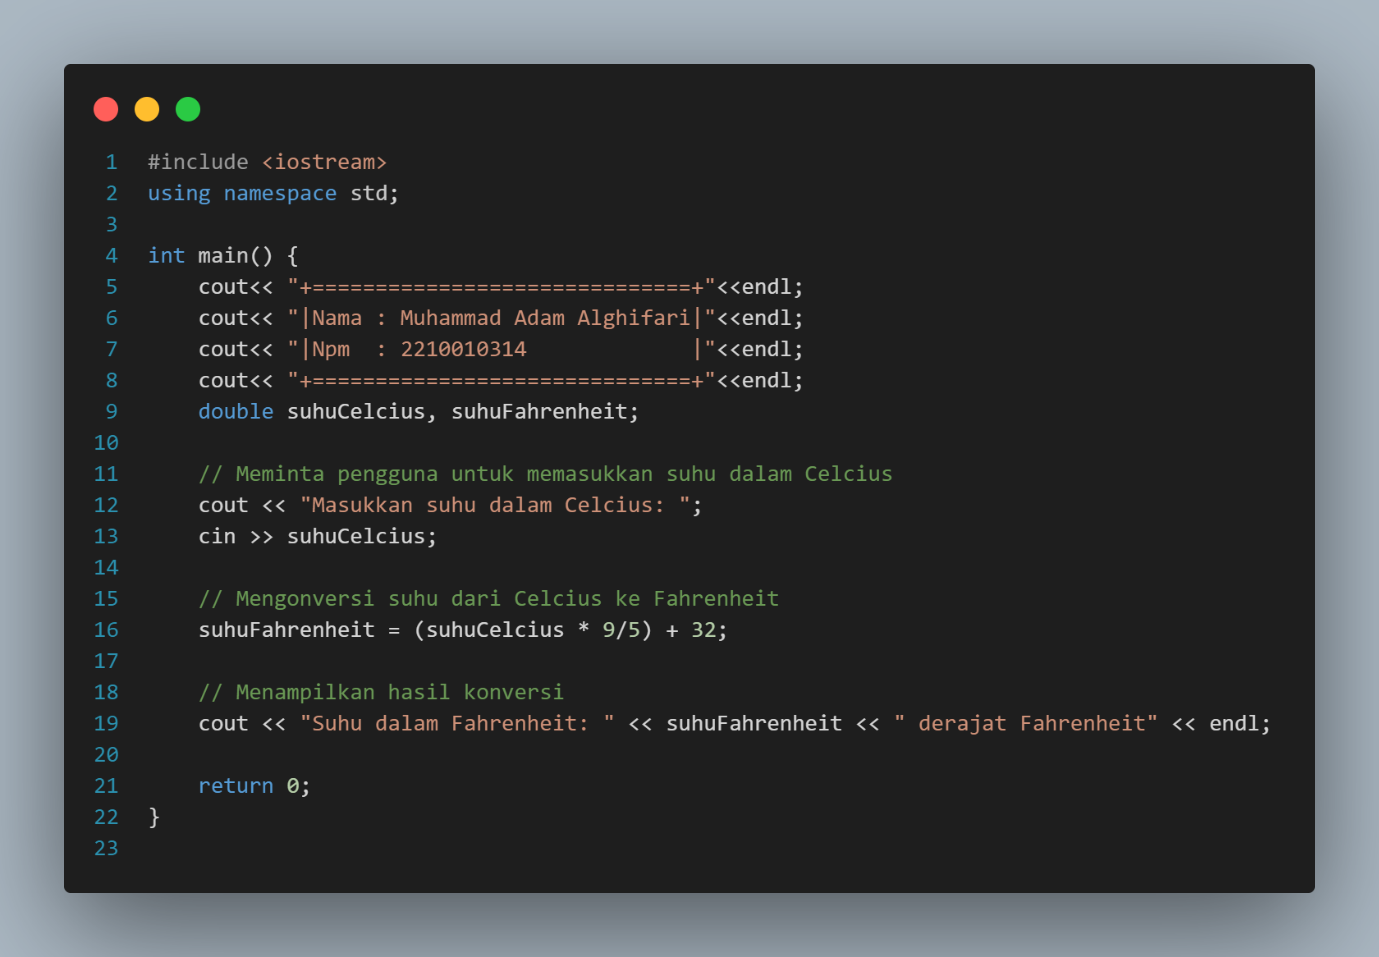 1 #include <iostream>
2 using namespace std;
3
4 int main() {
5     cout<< "+==============================+"<<endl;
6     cout<< "|Nama : Muhammad Adam Alghifari|"<<endl;
7     cout<< "|Npm  : 2210010314             |"<<endl;
8     cout<< "+==============================+"<<endl;
9     double suhuCelcius, suhuFahrenheit;
10
11     // Meminta pengguna untuk memasukkan suhu dalam Celcius
12     cout << "Masukkan suhu dalam Celcius: ";
13     cin >> suhuCelcius;
14
15     // Mengonversi suhu dari Celcius ke Fahrenheit
16     suhuFahrenheit = (suhuCelcius * 9/5) + 32;
17
18     // Menampilkan hasil konversi
19     cout << "Suhu dalam Fahrenheit: " << suhuFahrenheit << " derajat Fahrenheit" << endl;
20
21     return 0;
22 }
23